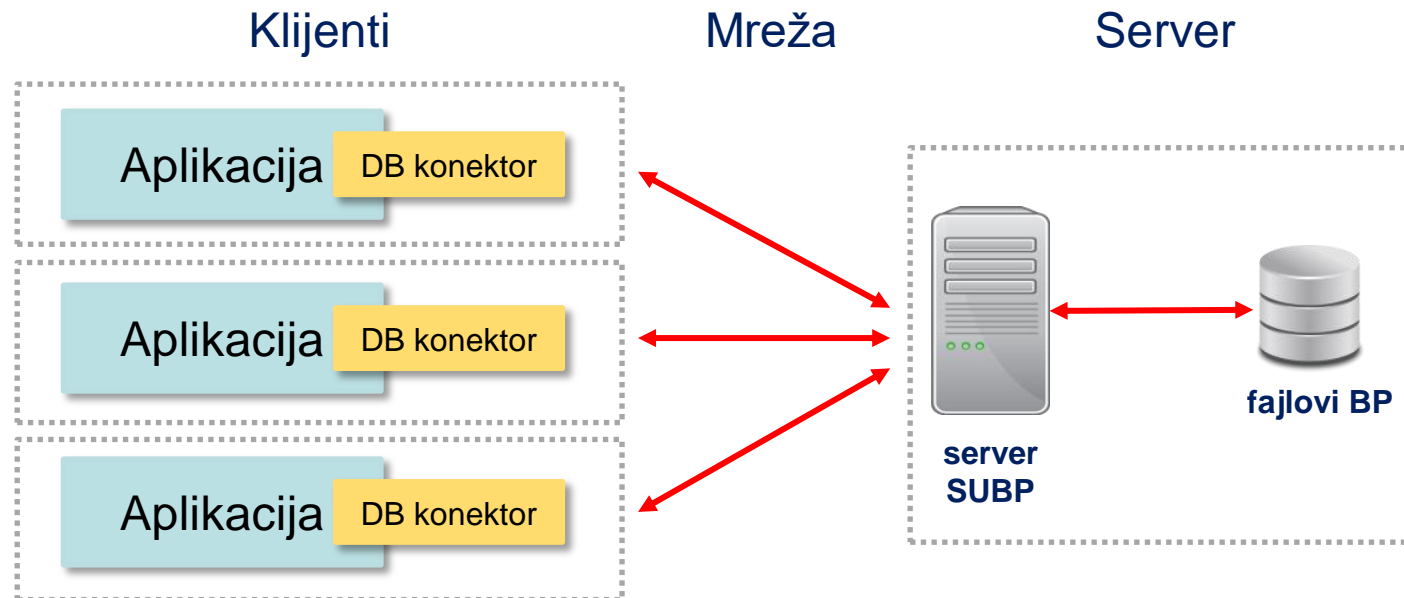 Klijenti
Mreža
Server
Aplikacija
DB konektor
Aplikacija
DB konektor
Aplikacija
DB konektor
server
SUBP
fajlovi BP